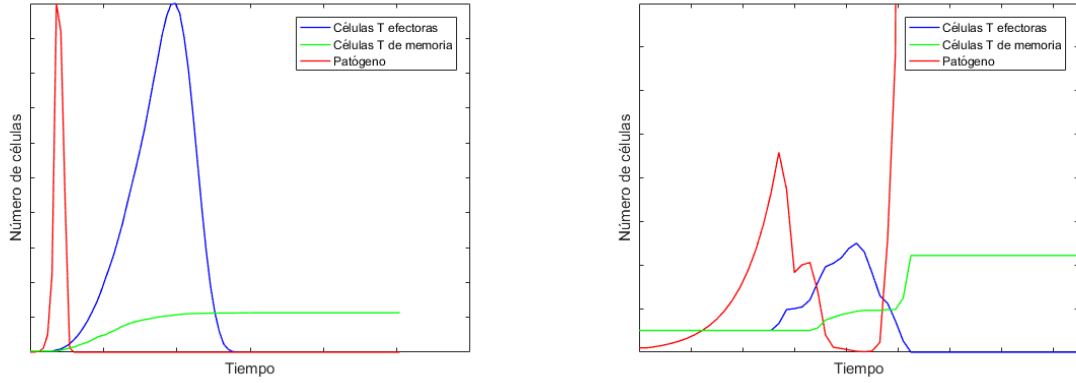 Número de células
Células T efectoras
Células T de memoria
Patógeno
Tiempo
Número de células
Células T efectoras
Células T de memoria
Patógeno
Tiempo